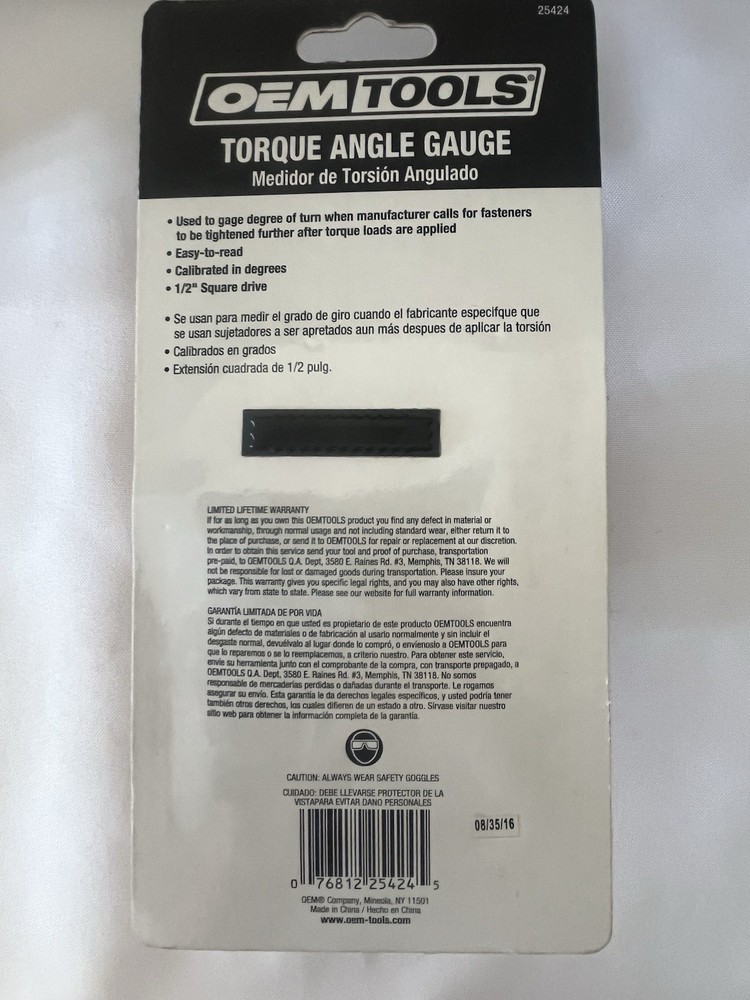 25424
OEMTOOLS®
TORQUE ANGLE GAUGE
Medidor de Torsión Angulado
• Used to gage degree of turn when manufacturer calls for fasteners
to be tightened further after torque loads are applied
• Easy-to-read
• Calibrated in degrees
• 1/2" Square drive
• Se usan para medir el grado de giro cuando el fabricante especifque que
se usan sujetadores a ser apretados aun más despues de aplicar la torsión
• Calibrados en grados
• Extensión cuadrada de 1/2 pulg.
LIMITED LIFETIME WARRANTY
If for as long as you own this OEMTOOLS product you find any defect in material or
workmanship, through normal usage and not including standard wear, either return it to
the place of purchase, or send it to OEMTOOLS for repair or replacement at our discretion.
In order to obtain this service send your tool and proof of purchase, transportation
pre-paid, to OEMTOOLS Q.A. Dept, 3580 E. Raines Rd. #3, Memphis, TN 38118. We will
not be responsible for lost or damaged goods during transportation. Please insure your
package. This warranty gives you specific legal rights, and you may also have other rights,
which vary from state to state. Please see our website for full warranty information.
GARANTÍA LIMITADA DE POR VIDA
Si durante el tiempo en que usted es propietario de este producto OEMTOOLS encuentra
algún defecto de materiales o de fabricación al usarlo normalmente y sin incluir el
desgaste normal, devuélvalo al lugar donde lo compró, o envíenoslo a OEMTOOLS para
que lo reparemos o se lo reemplacemos, a criterio nuestro. Para obtener este servicio,
envíe su herramienta junto con el comprobante de la compra, con transporte prepagado, a
OEMTOOLS Q.A. Dept, 3580 E. Raines Rd. #3, Memphis, TN 38118. No somos
responsable de mercaderías perdidas o dañadas durante el transporte. Le rogamos
asegurar su envío. Esta garantía le da derechos legales específicos, y usted podría tener
también otros derechos, los cuales difieren de un estado a otro. Sírvase visitar nuestro
sitio web para obtener la información completa de la garantía.
CAUTION: ALWAYS WEAR SAFETY GOGGLES
CUIDADO: DEBE LLEVARSE PROTECTOR DE LA
VISTAPARA EVITAR DANO PERSONALES
08/35/16
0 76812 25424 5
OEM® Company, Mineola, NY 11501
Made in China / Hecho en China
www.oem-tools.com